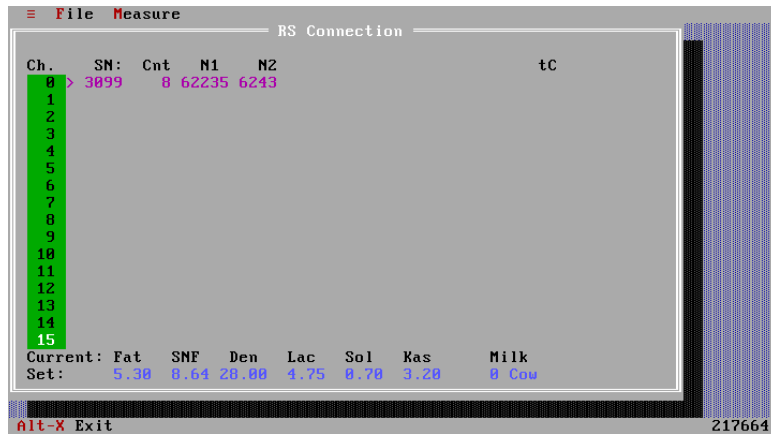 ≡ File Measure
RS Connection
Ch. SN: Cnt N1 N2 tC
0 > 3099 8 62235 6243
1
2
3
4
5
6
7
8
9
10
11
12
13
14
15
Current: Fat SNF Den Lac Sol Kas Milk
Set: 5.30 8.64 28.00 4.75 0.70 3.20 0 Cow
Alt-X Exit 217664